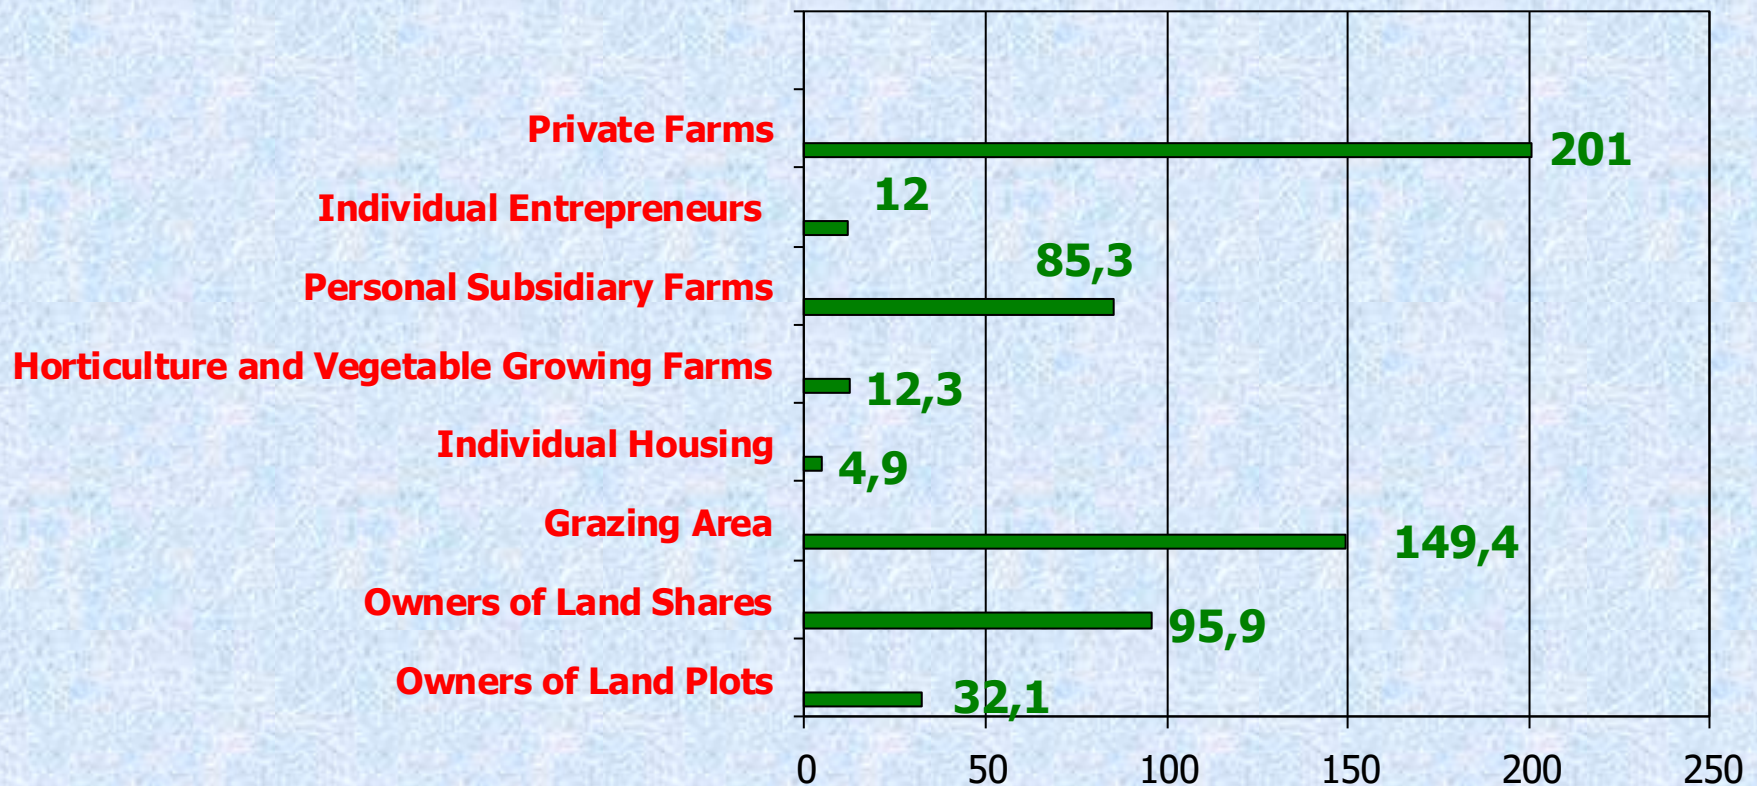 Private Farms
201
Individual Entrepreneurs
12
Personal Subsidiary Farms
85,3
Horticulture and Vegetable Growing Farms
12,3
Individual Housing
4,9
Grazing Area
149,4
Owners of Land Shares
95,9
Owners of Land Plots
32,1
0 50 100 150 200 250